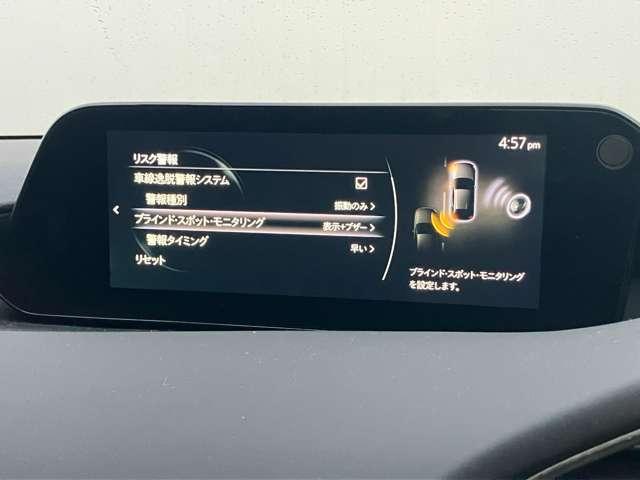 4:57 pm
リスク警報
車線逸脱警報システム
警報種別 振動のみ
ブラインド・スポット・モニタリング 表示+ブザー
警報タイミング 早い
リセット
ブラインド・スポット・モニタリング
を設定します。